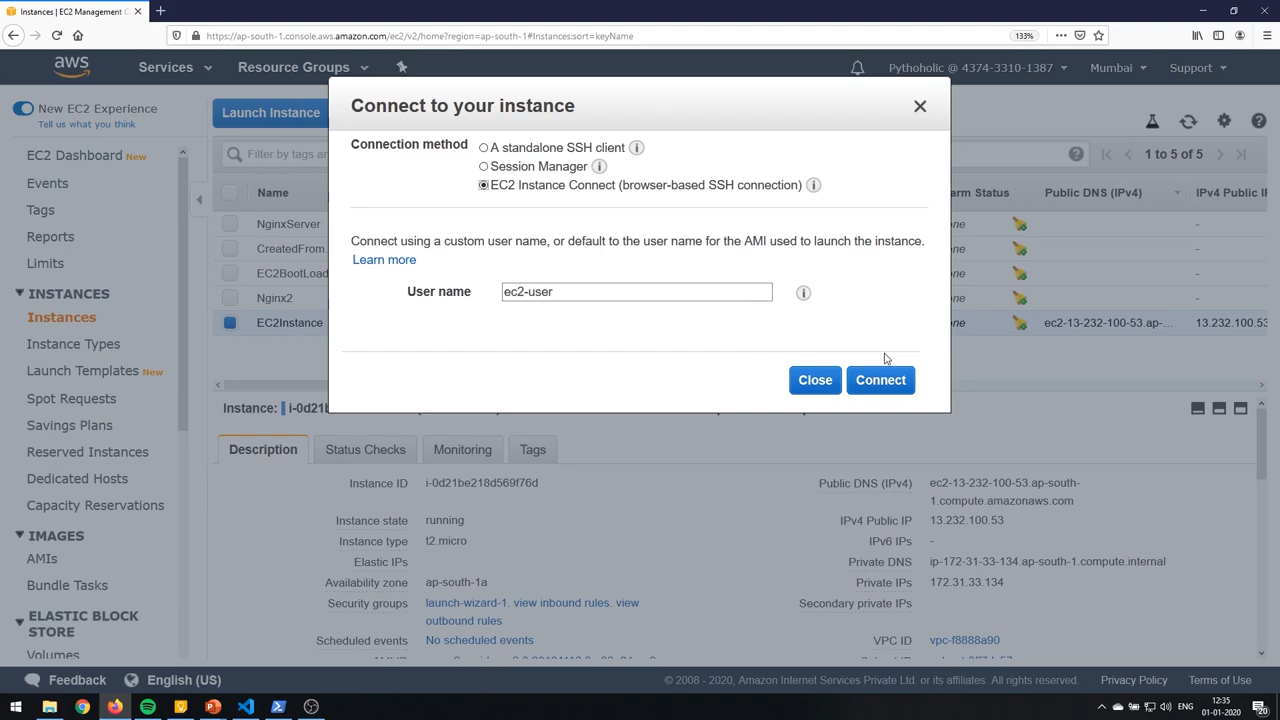 Instances | EC2 Management C
https://ap-south-1.console.aws.amazon.com/ec2/v2/home?region=ap-south-1#Instances:sort=keyName
133%
aws
Services
Resource Groups
Pythoholic @ 4374-3310-1387
Mumbai
Support
New EC2 Experience
Tell us what you think
EC2 Dashboard New
Events
Tags
Reports
Limits
INSTANCES
Instances
Instance Types
Launch Templates New
Spot Requests
Savings Plans
Reserved Instances
Dedicated Hosts
Capacity Reservations
IMAGES
AMIs
Bundle Tasks
ELASTIC BLOCK
STORE
Volumes
Launch Instance
Filter by tags an
1 to 5 of 5
Name
Status
Public DNS (IPv4)
IPv4 Public IP
NginxServer
-
CreatedFrom
-
EC2BootLoad
-
Nginx2
-
EC2Instance
ec2-13-232-100-53.ap-...
13.232.100.53
Connect to your instance
Connection method
A standalone SSH client
Session Manager
EC2 Instance Connect (browser-based SSH connection)
Connect using a custom user name, or default to the user name for the AMI used to launch the instance.
Learn more
User name
ec2-user
Close
Connect
Instance:
Description
Status Checks
Monitoring
Tags
Instance ID
i-0d21be218d569f76d
Public DNS (IPv4)
ec2-13-232-100-53.ap-south-
1.compute.amazonaws.com
Instance state
running
IPv4 Public IP
13.232.100.53
Instance type
t2.micro
IPv6 IPs
-
Elastic IPs
Private DNS
ip-172-31-33-134.ap-south-1.compute.internal
Availability zone
ap-south-1a
Private IPs
172.31.33.134
Security groups
launch-wizard-1. view inbound rules. view
outbound rules
Secondary private IPs
Scheduled events
No scheduled events
VPC ID
vpc-f8888a90
Feedback
English (US)
© 2008 - 2020, Amazon Internet Services Private Ltd. or its affiliates. All rights reserved.
Privacy Policy
Terms of Use
ENG
12:35
01-01-2020
20